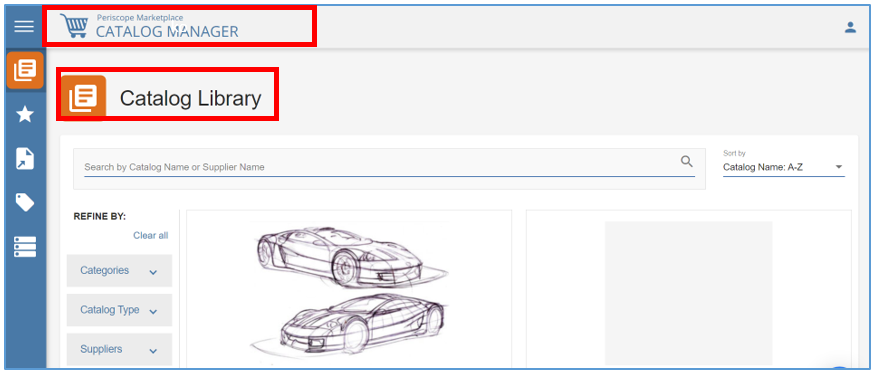 Periscope Marketplace
CATALOG MANAGER
Catalog Library
Search by Catalog Name or Supplier Name
Sort by
Catalog Name: A-Z
REFINE BY:
Clear all
Categories
Catalog Type
Suppliers